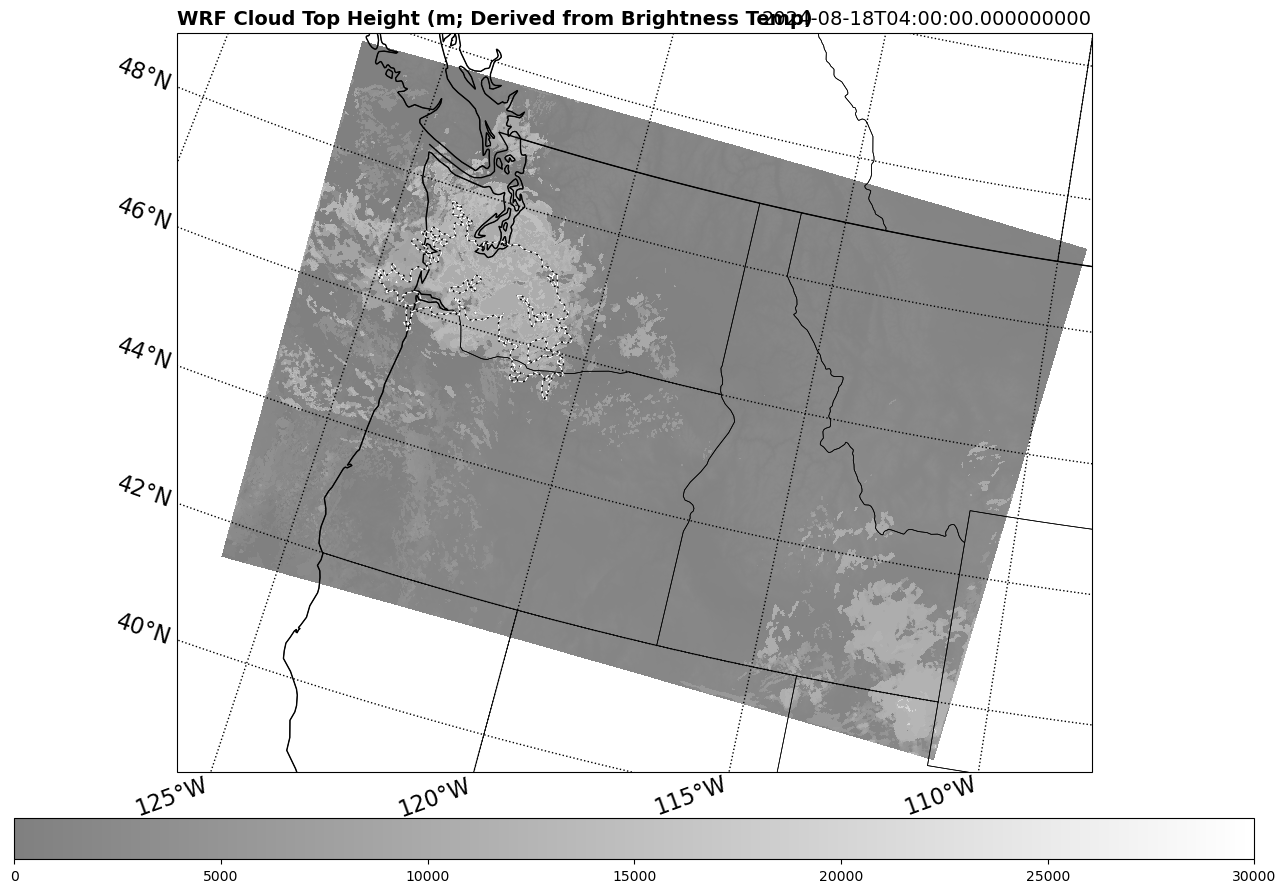 WRF Cloud Top Height (m; Derived from Brightness Temp)
2024-08-18T04:00:00.000000000
48°N
46°N
44°N
42°N
40°N
125°W
120°W
115°W
110°W
0 5000 10000 15000 20000 25000 30000